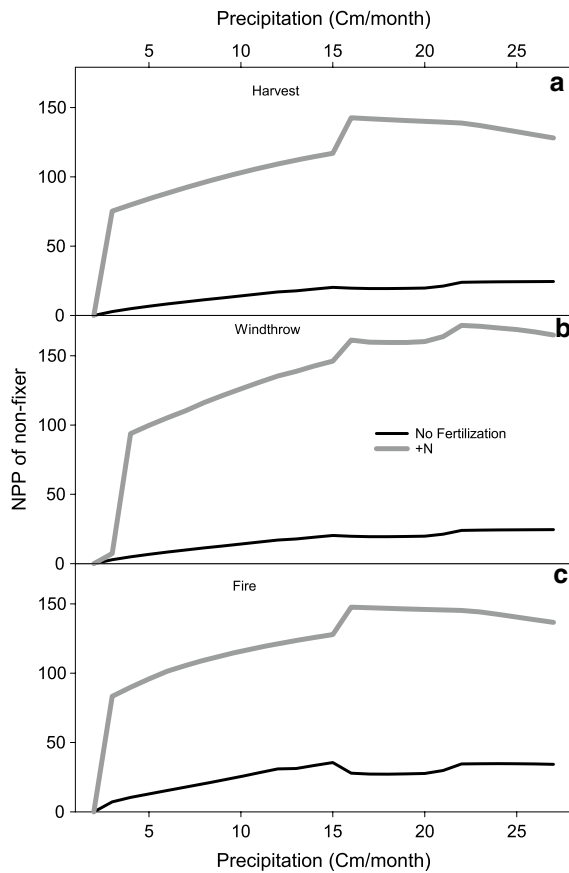 Precipitation (Cm/month)
5 10 15 20 25
a
Harvest
150
100
50
0
b
Windthrow
150
100
50
0
No Fertilization
+N
NPP of non-fixer
c
Fire
150
100
50
0
5 10 15 20 25
Precipitation (Cm/month)